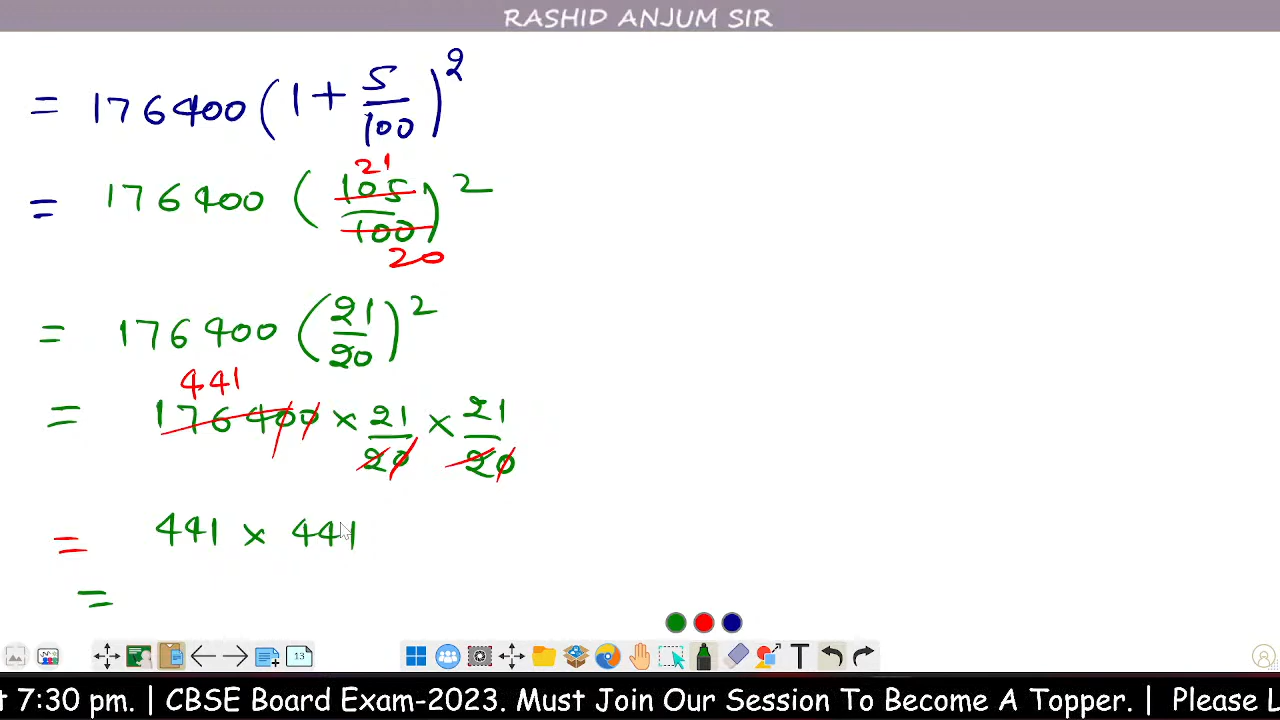 RASHID ANJUM SIR
= 176400 (1 + 5/100)^2
= 176400 (105/100)^2
21
20
= 176400 (21/20)^2
441
= 176400 × 21/20 × 21/20
= 441 × 441
=
13
t 7:30 pm. | CBSE Board Exam-2023. Must Join Our Session To Become A Topper. | Please L